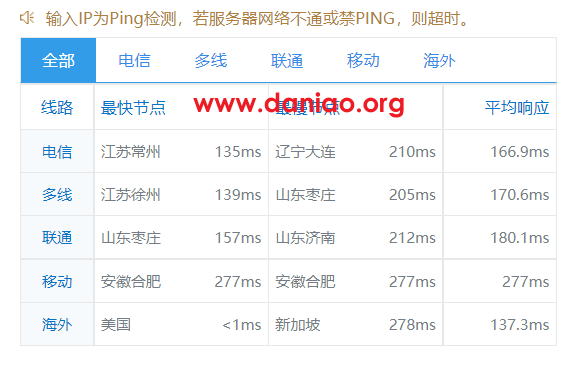 输入IP为Ping检测，若服务器网络不通或禁PING，则超时。
全部 电信 多线 联通 移动 海外
www.daniao.org
线路 最快节点 最慢节点 平均响应
电信 江苏常州 135ms 辽宁大连 210ms 166.9ms
多线 江苏徐州 139ms 山东枣庄 205ms 170.6ms
联通 山东枣庄 157ms 山东济南 212ms 180.1ms
移动 安徽合肥 277ms 安徽合肥 277ms 277ms
海外 美国 <1ms 新加坡 278ms 137.3ms